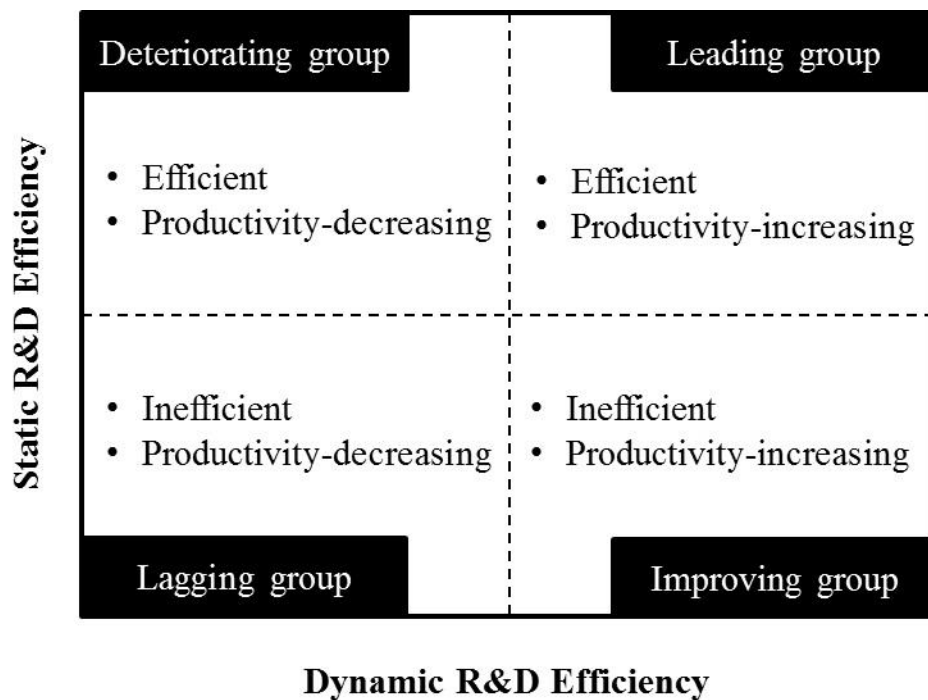 Deteriorating group
Leading group
• Efficient
• Productivity-decreasing
• Efficient
• Productivity-increasing
Static R&D Efficiency
• Inefficient
• Productivity-decreasing
• Inefficient
• Productivity-increasing
Lagging group
Improving group
Dynamic R&D Efficiency